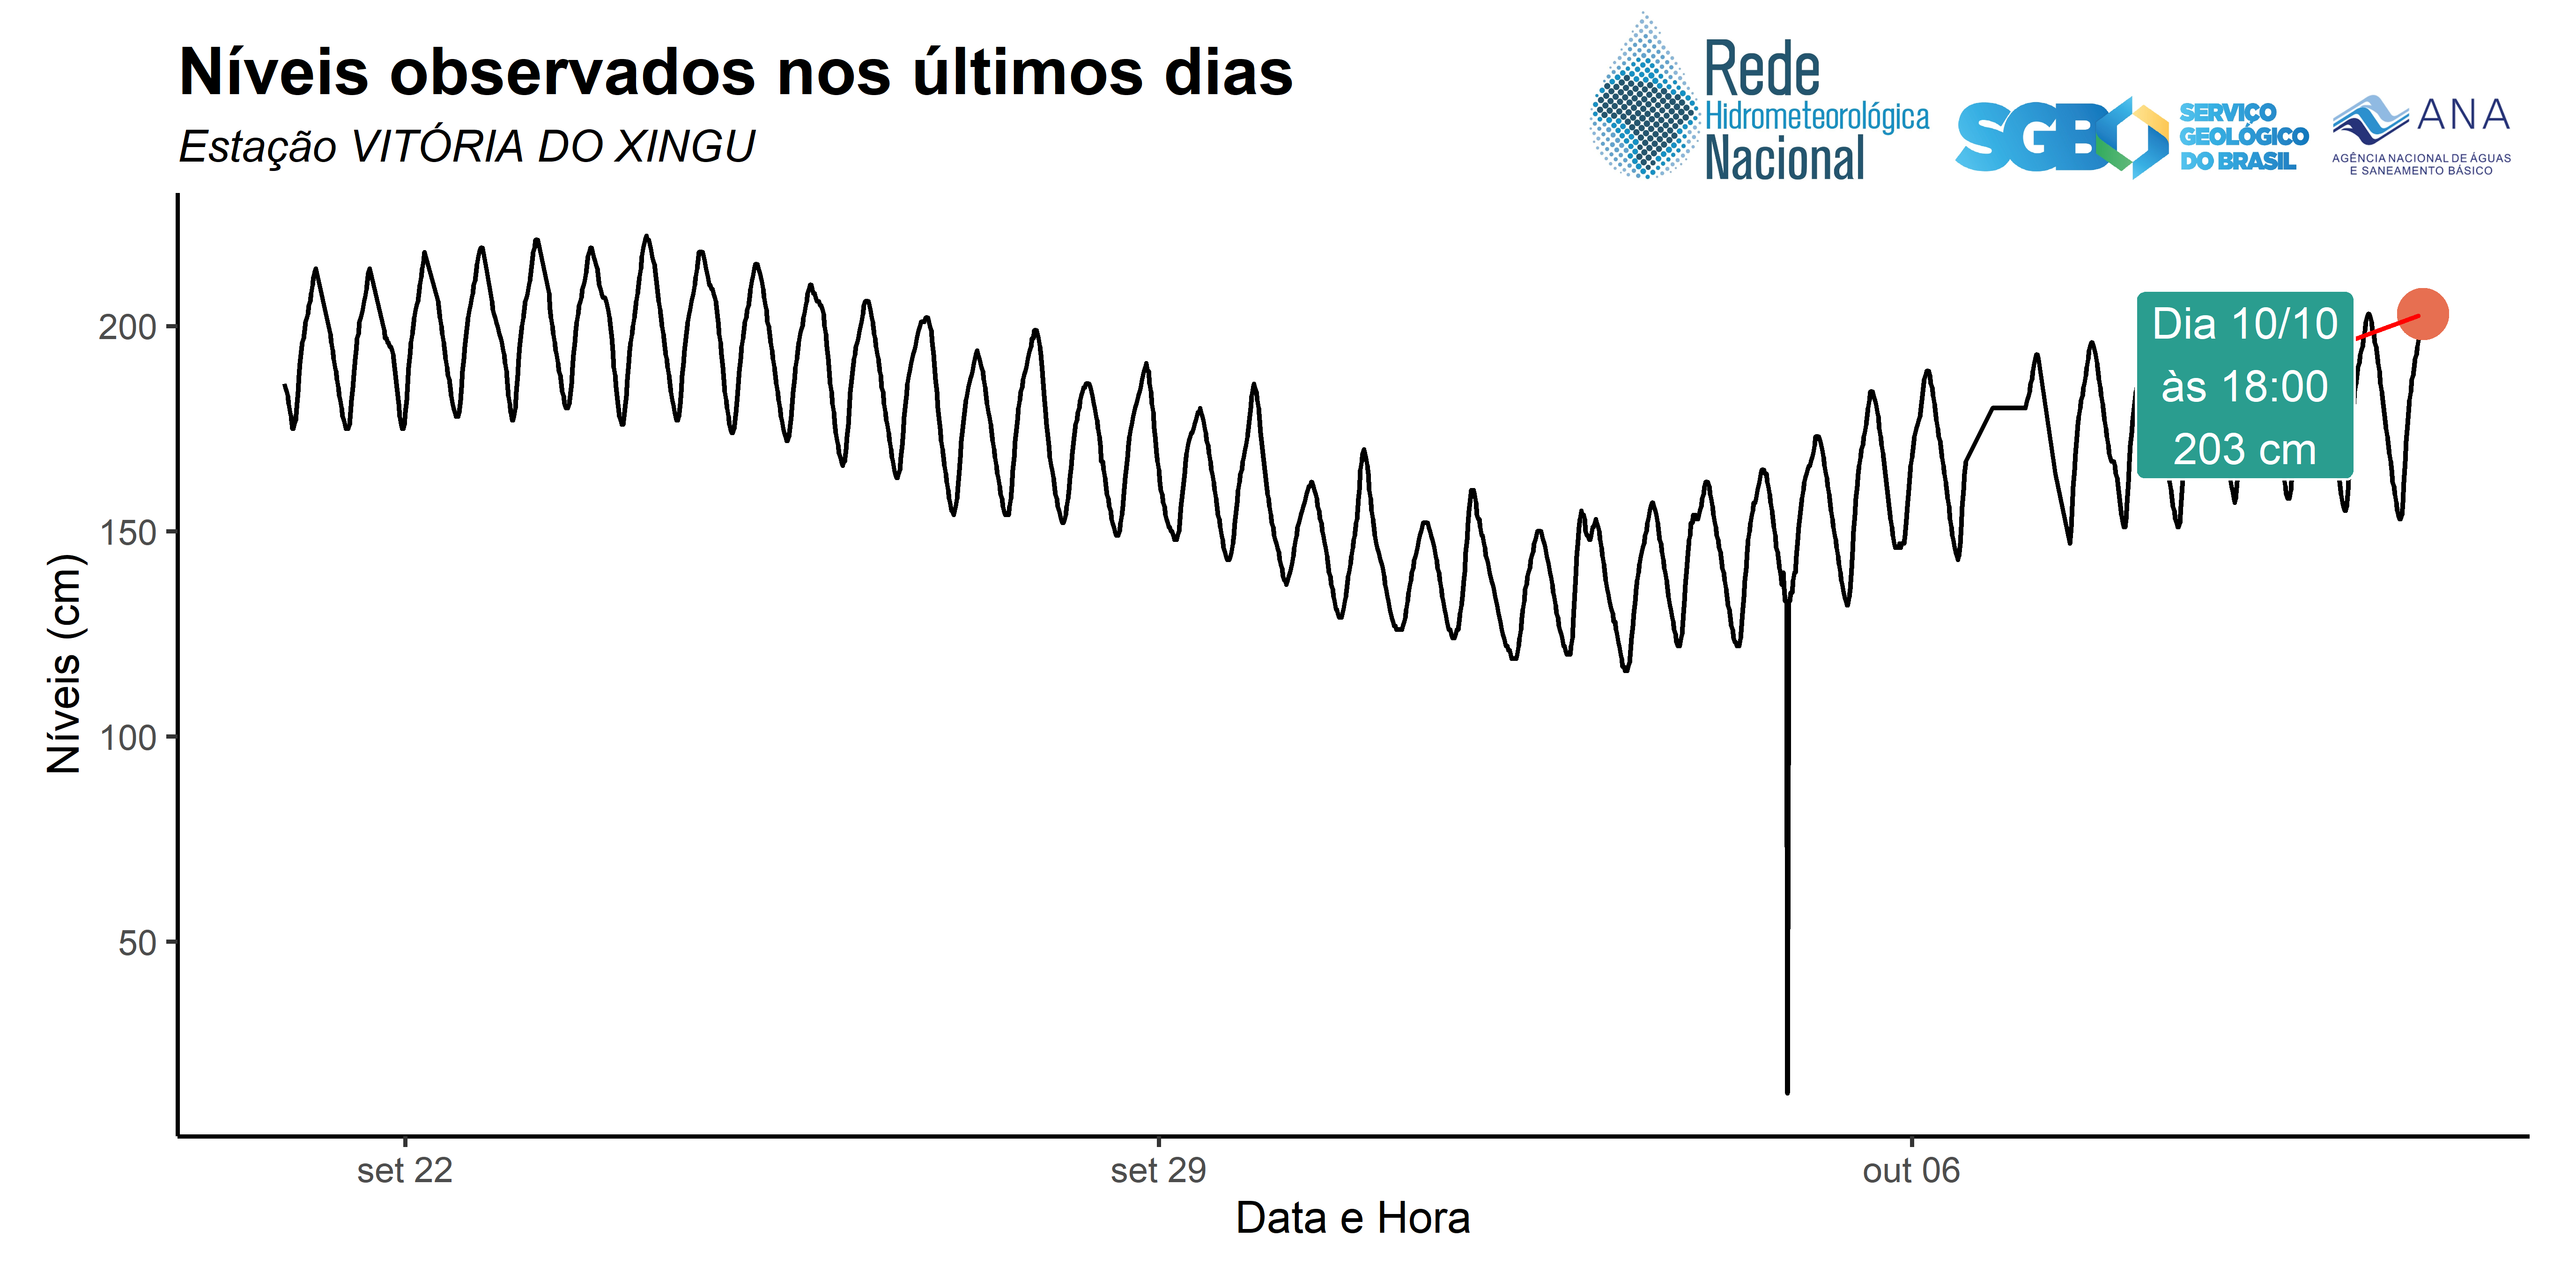 Níveis observados nos últimos dias
Estação VITÓRIA DO XINGU
Rede
Hidrometeorológica
Nacional
SGB
SERVIÇO
GEOLÓGICO
DO BRASIL
ANA
AGÊNCIA NACIONAL DE ÁGUAS
E SANEAMENTO BÁSICO
Níveis (cm)
200
150
100
50
Dia 10/10
às 18:00
203 cm
set 22
set 29
out 06
Data e Hora